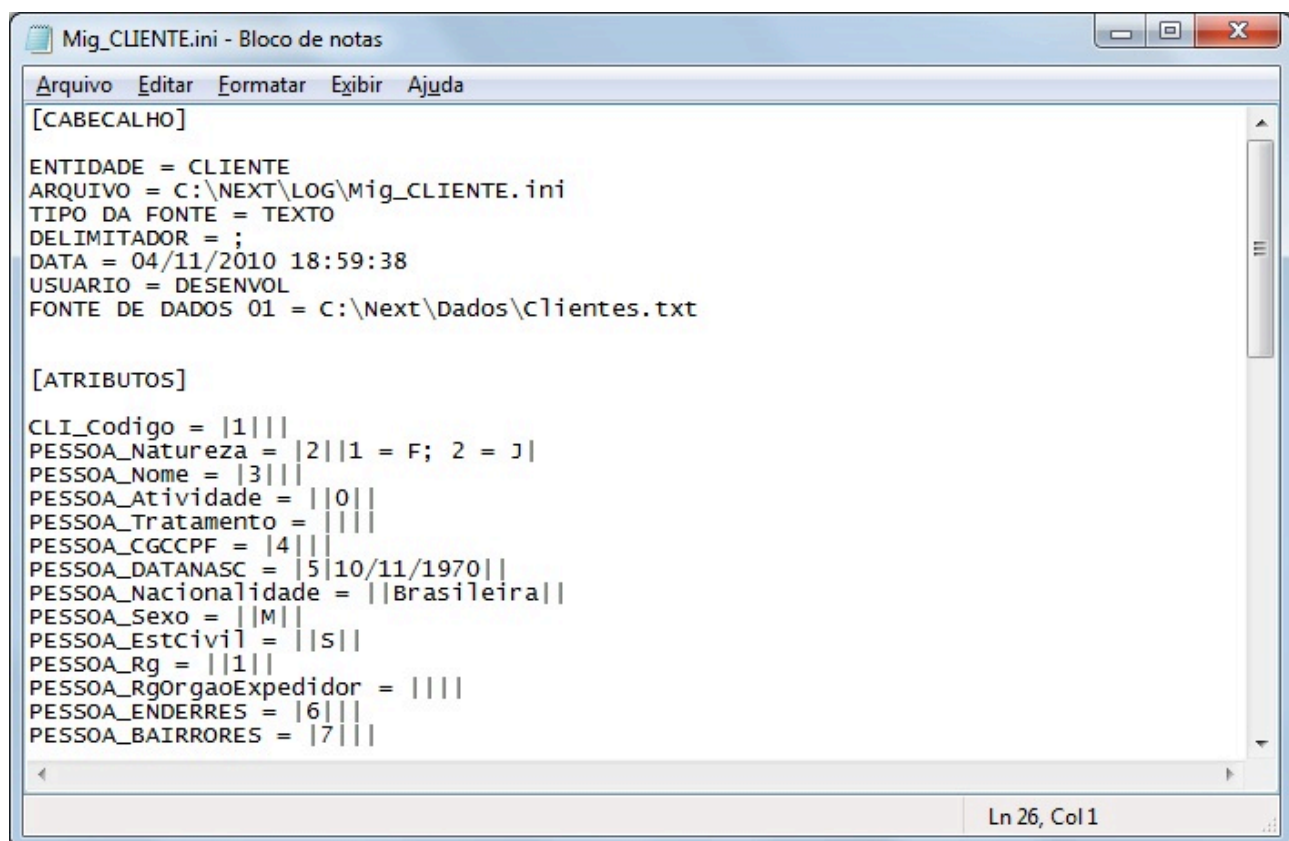 Mig_CLIENTE.ini - Bloco de notas
Arquivo Editar Formatar Exibir Ajuda
[CABECALHO]
ENTIDADE = CLIENTE
ARQUIVO = C:\NEXT\LOG\Mig_CLIENTE.ini
TIPO DA FONTE = TEXTO
DELIMITADOR = ;
DATA = 04/11/2010 18:59:38
USUARIO = DESENVOL
FONTE DE DADOS 01 = C:\Next\Dados\Clientes.txt
[ATRIBUTOS]
CLI_Codigo = |1|||
PESSOA_Natureza = |2||1 = F; 2 = J|
PESSOA_Nome = |3|||
PESSOA_Atividade = ||0||
PESSOA_Tratamento = ||||
PESSOA_CGCCPF = |4|||
PESSOA_DATANASC = |5|10/11/1970||
PESSOA_Nacionalidade = ||Brasileira||
PESSOA_Sexo = ||M||
PESSOA_EstCivil = ||S||
PESSOA_Rg = ||1||
PESSOA_RgOrgaoExpedidor = ||||
PESSOA_ENDERRES = |6|||
PESSOA_BAIRRORES = |7|||
Ln 26, Col 1